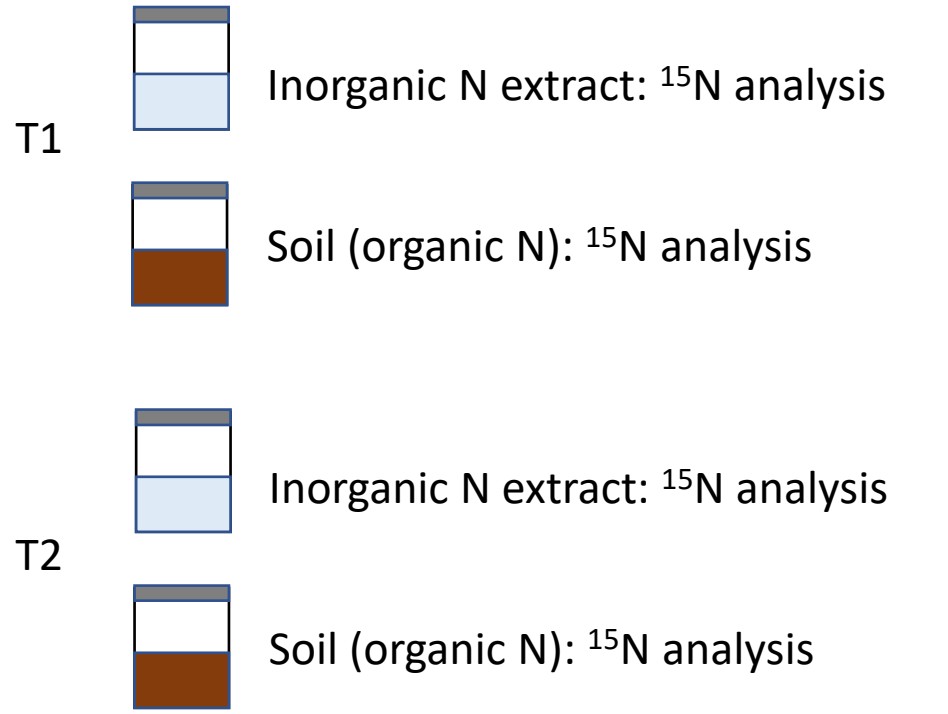 Inorganic N extract: ¹⁵N analysis
T1
Soil (organic N): ¹⁵N analysis
Inorganic N extract: ¹⁵N analysis
T2
Soil (organic N): ¹⁵N analysis